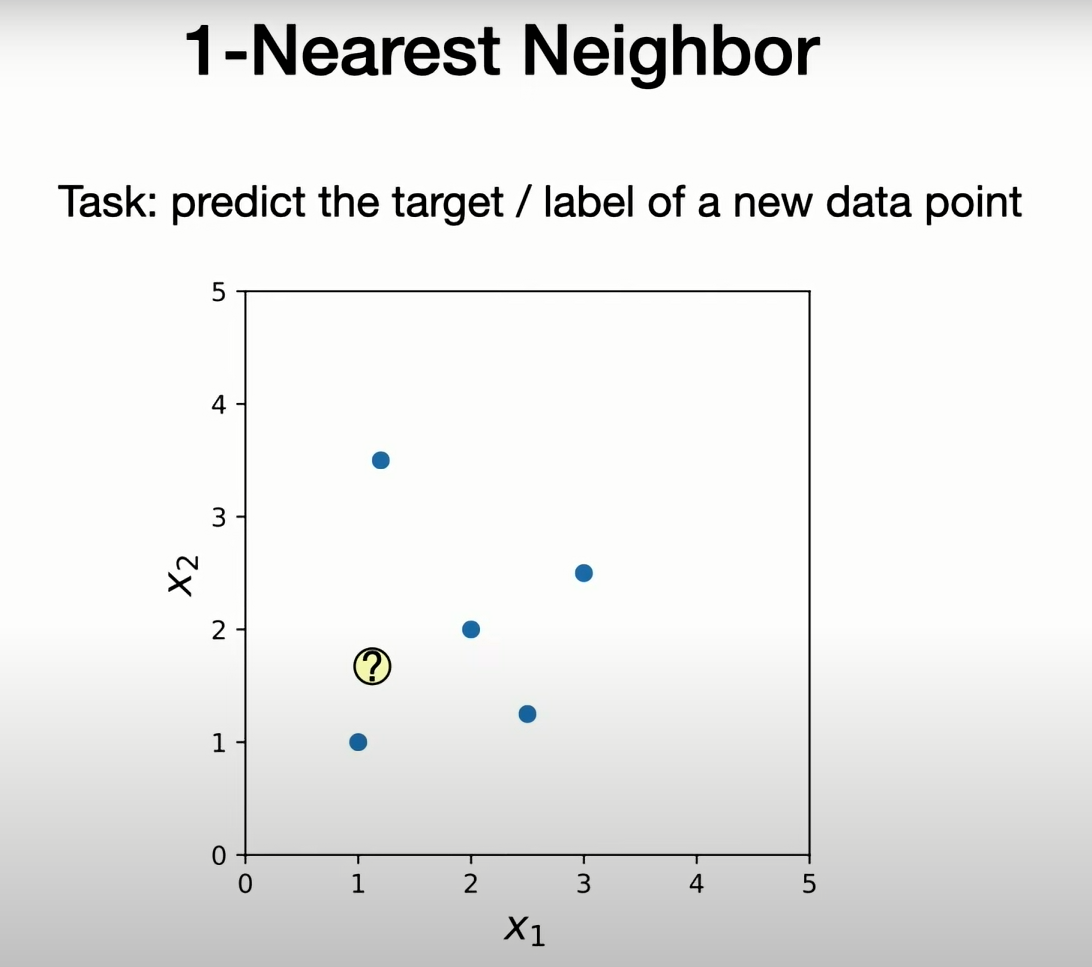 1-Nearest Neighbor
Task: predict the target / label of a new data point
5
4
3
2
1
0
x₂
?
0 1 2 3 4 5
x₁